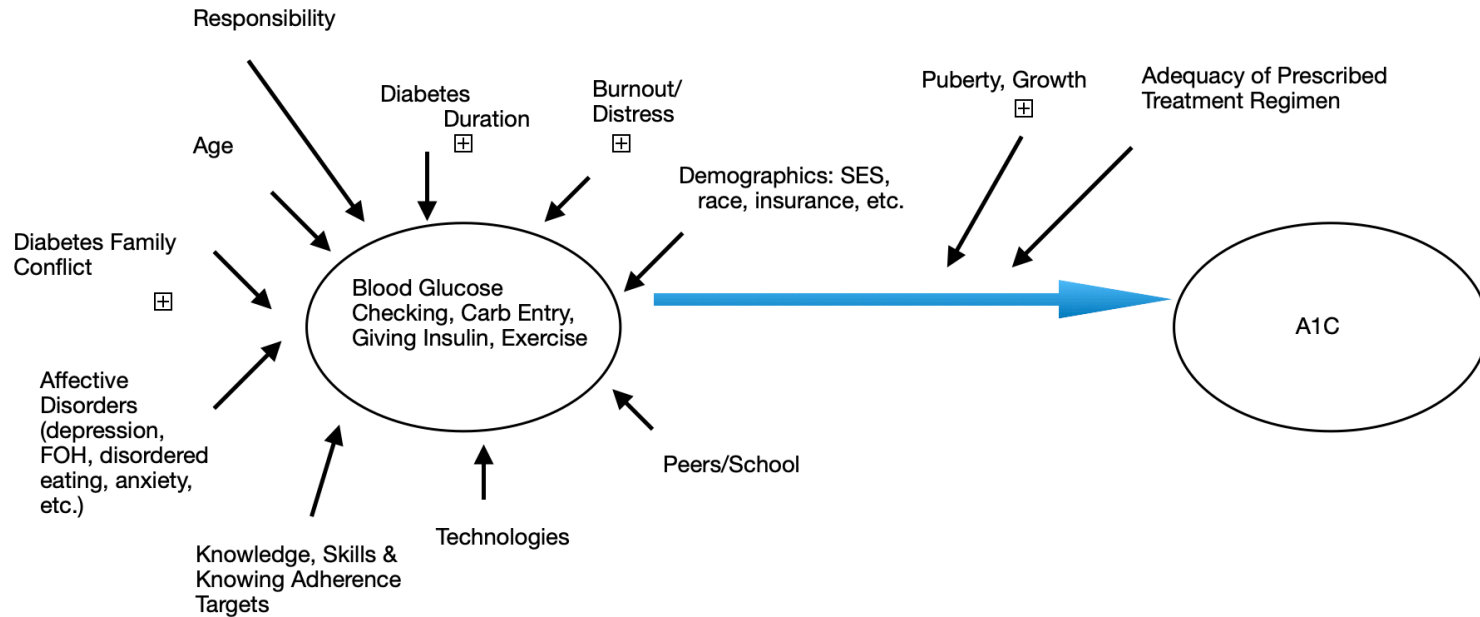 Responsibility
Diabetes
Duration
Burnout/
Distress
Puberty, Growth
Adequacy of Prescribed
Treatment Regimen
Age
Demographics: SES,
race, insurance, etc.
Diabetes Family
Conflict
Blood Glucose
Checking, Carb Entry,
Giving Insulin, Exercise
A1C
Affective
Disorders
(depression,
FOH, disordered
eating, anxiety,
etc.)
Peers/School
Technologies
Knowledge, Skills &
Knowing Adherence
Targets